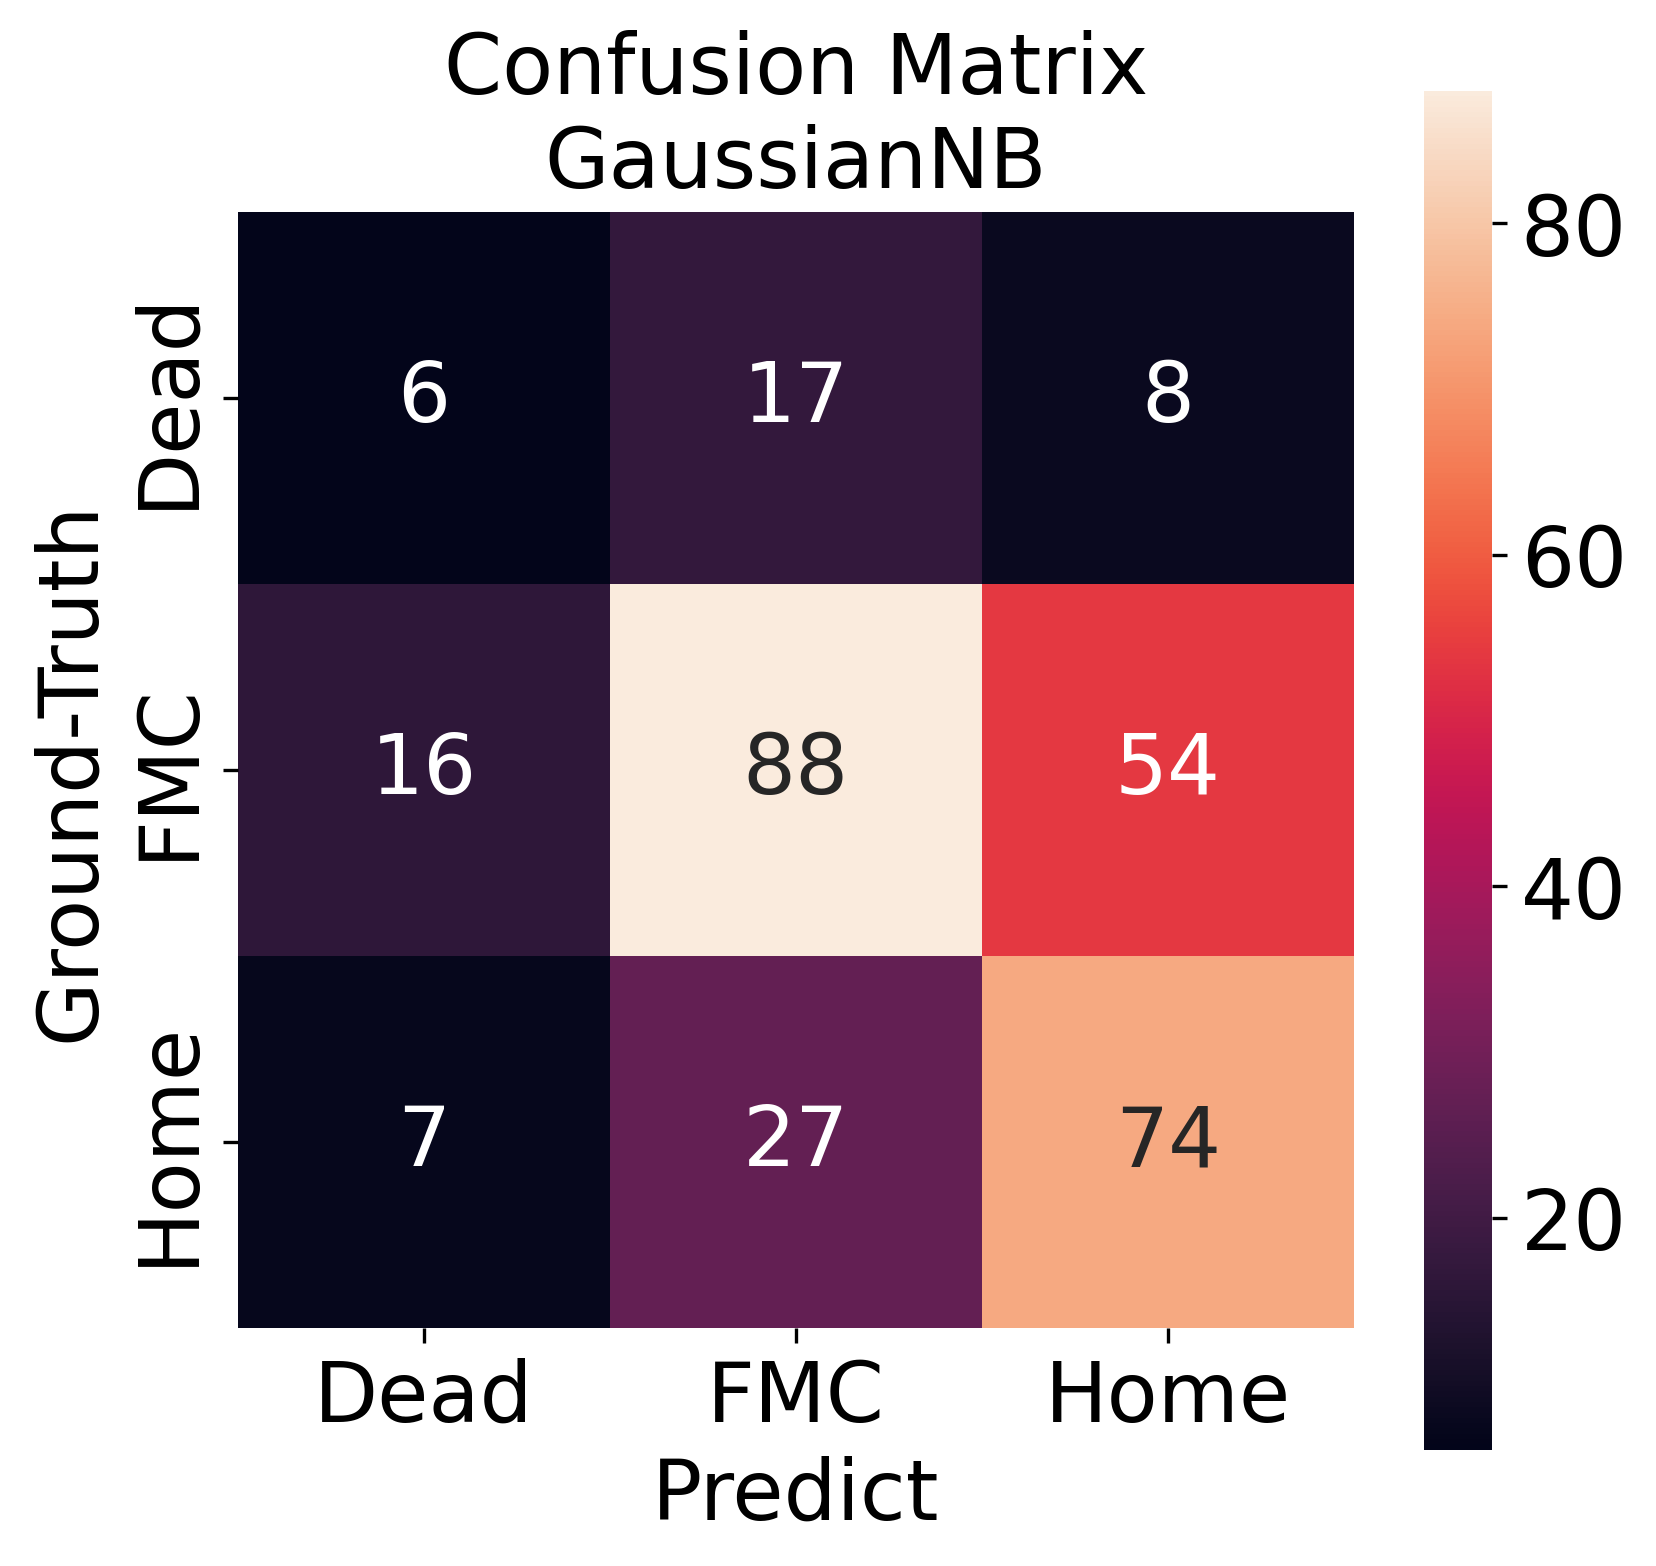 Confusion Matrix
GaussianNB
Ground-Truth
Dead
6 17 8
FMC
16 88 54
Home
7 27 74
Dead FMC Home
Predict
80
60
40
20